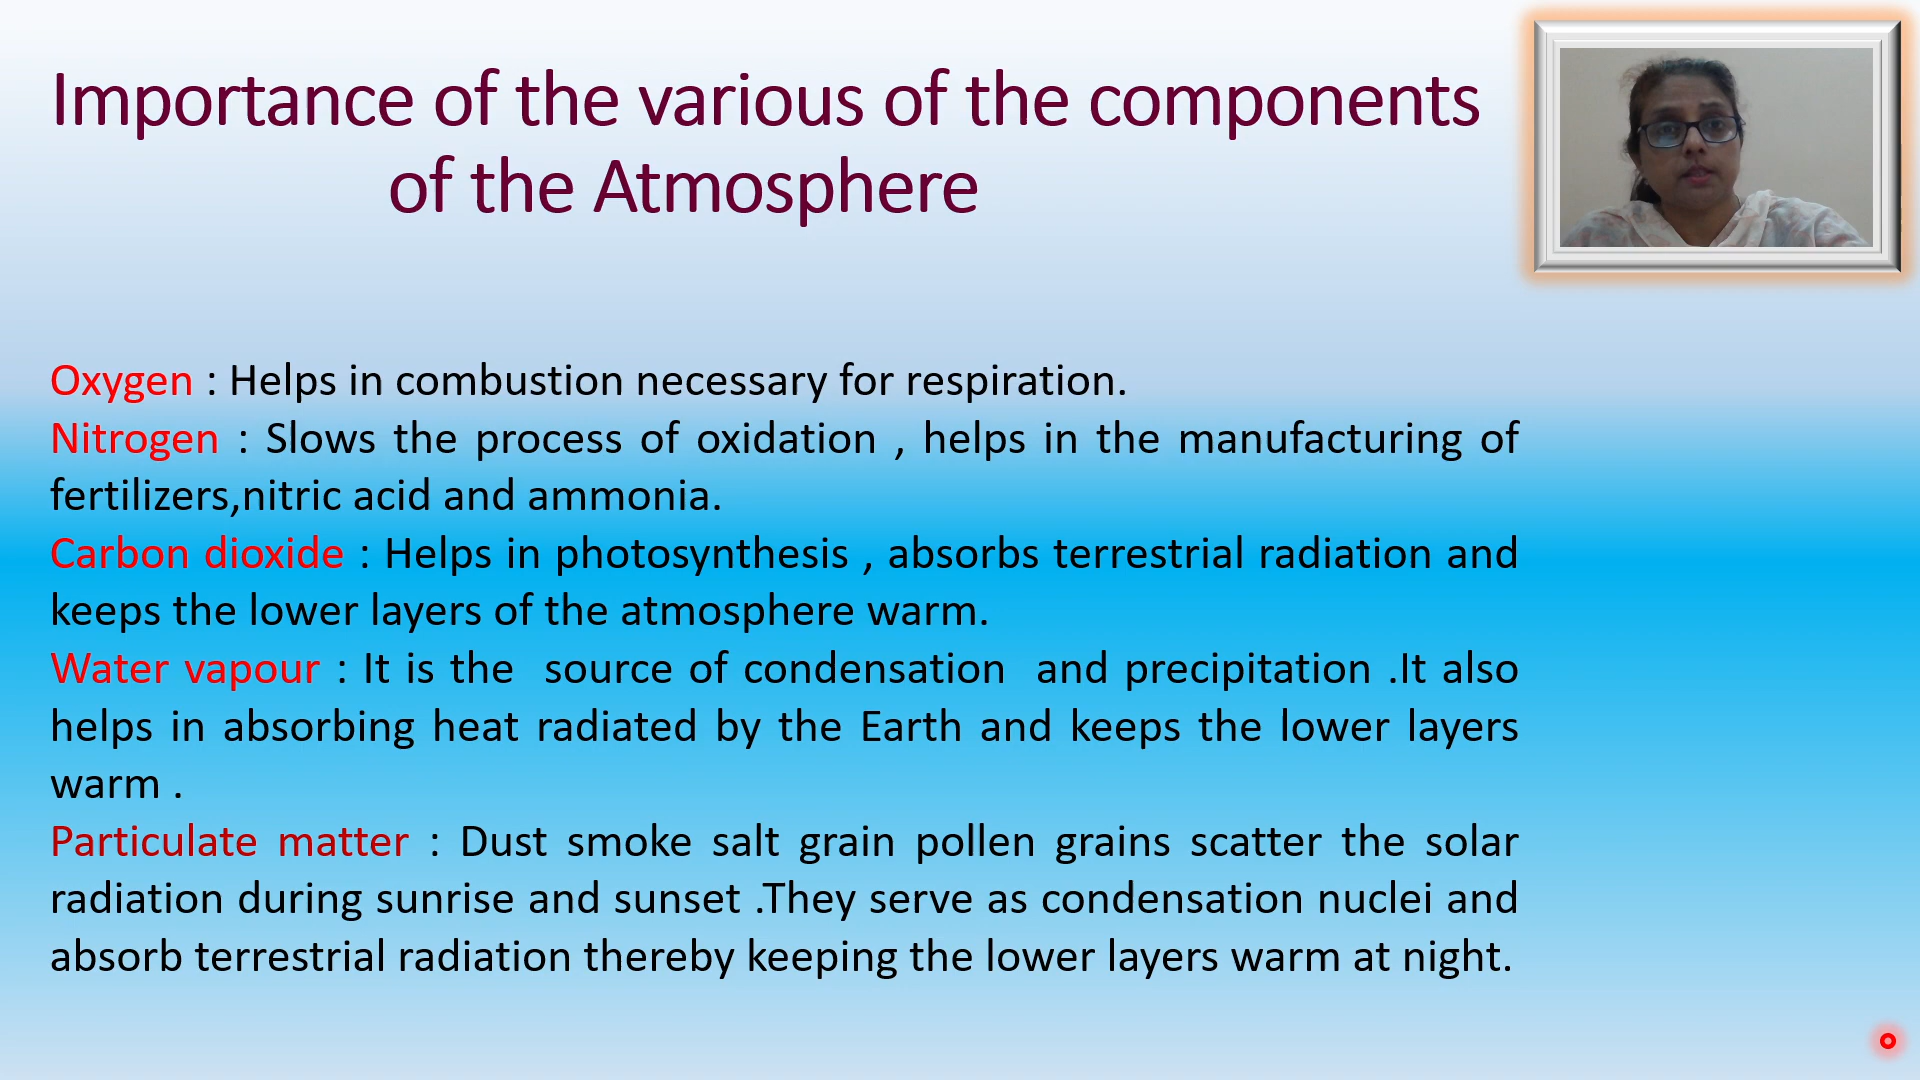 Importance of the various of the components
of the Atmosphere
Oxygen : Helps in combustion necessary for respiration.
Nitrogen : Slows the process of oxidation , helps in the manufacturing of
fertilizers,nitric acid and ammonia.
Carbon dioxide : Helps in photosynthesis , absorbs terrestrial radiation and
keeps the lower layers of the atmosphere warm.
Water vapour : It is the source of condensation and precipitation .It also
helps in absorbing heat radiated by the Earth and keeps the lower layers
warm .
Particulate matter : Dust smoke salt grain pollen grains scatter the solar
radiation during sunrise and sunset .They serve as condensation nuclei and
absorb terrestrial radiation thereby keeping the lower layers warm at night.